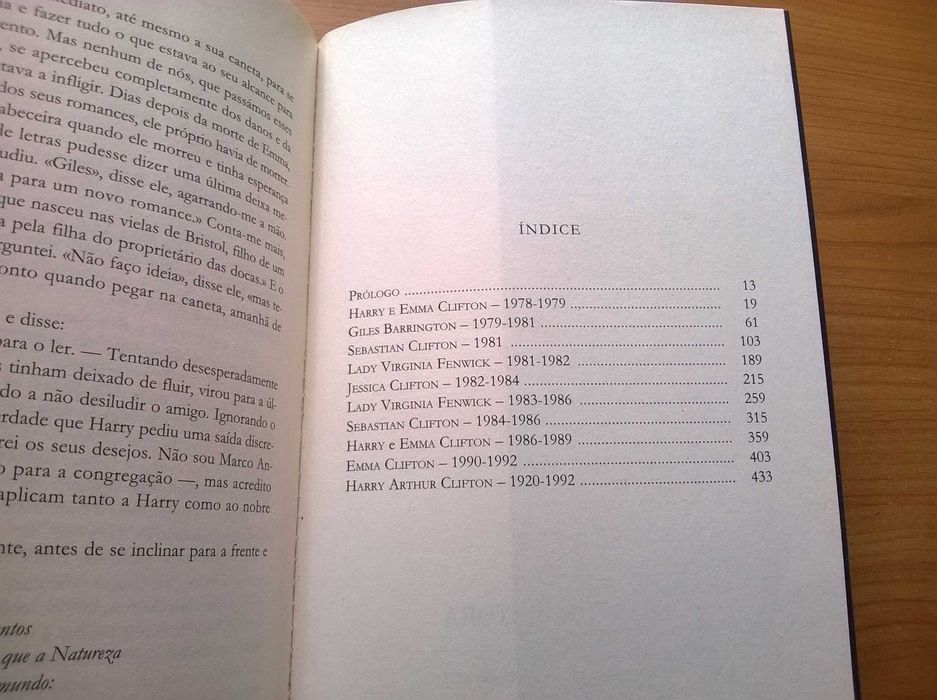 ediato, até mesmo a sua caneta, para se
a e fazer tudo o que estava ao seu alcance para
ento. Mas nenhum de nós, que passámos esses
, se apercebeu completamente dos danos e da
tava a infligir. Dias depois da morte de Emma,
dos seus romances, ele próprio havia de morrer.
abeceira quando ele morreu e tinha esperança
de letras pudesse dizer uma última deixa me-
udiu. «Giles», disse ele, agarrando-me a mão.
a para um novo romance.» Conta-me mais,
que nasceu nas vielas de Bristol, filho de um
a pela filha do proprietário das docas.» E o
erguntei. «Não faço ideia», disse ele, «mas te-
onto quando pegar na caneta, amanhã de
e disse:
para o ler. — Tentando desesperadamente
s tinham deixado de fluir, virou para a úl-
do a não desiludir o amigo. Ignorando o
erdade que Harry pediu uma saída discre-
rei os seus desejos. Não sou Marco An-
o para a congregação —, mas acredito
aplicam tanto a Harry como ao nobre
nte, antes de se inclinar para a frente e
ntos
que a Natureza
mundo:
ÍNDICE
PRÓLOGO ........ 13
HARRY E EMMA CLIFTON – 1978-1979 ........ 19
GILES BARRINGTON – 1979-1981 ........ 61
SEBASTIAN CLIFTON – 1981 ........ 103
LADY VIRGINIA FENWICK – 1981-1982 ........ 189
JESSICA CLIFTON – 1982-1984 ........ 215
LADY VIRGINIA FENWICK – 1983-1986 ........ 259
SEBASTIAN CLIFTON – 1984-1986 ........ 315
HARRY E EMMA CLIFTON – 1986-1989 ........ 359
EMMA CLIFTON – 1990-1992 ........ 403
HARRY ARTHUR CLIFTON – 1920-1992 ........ 433